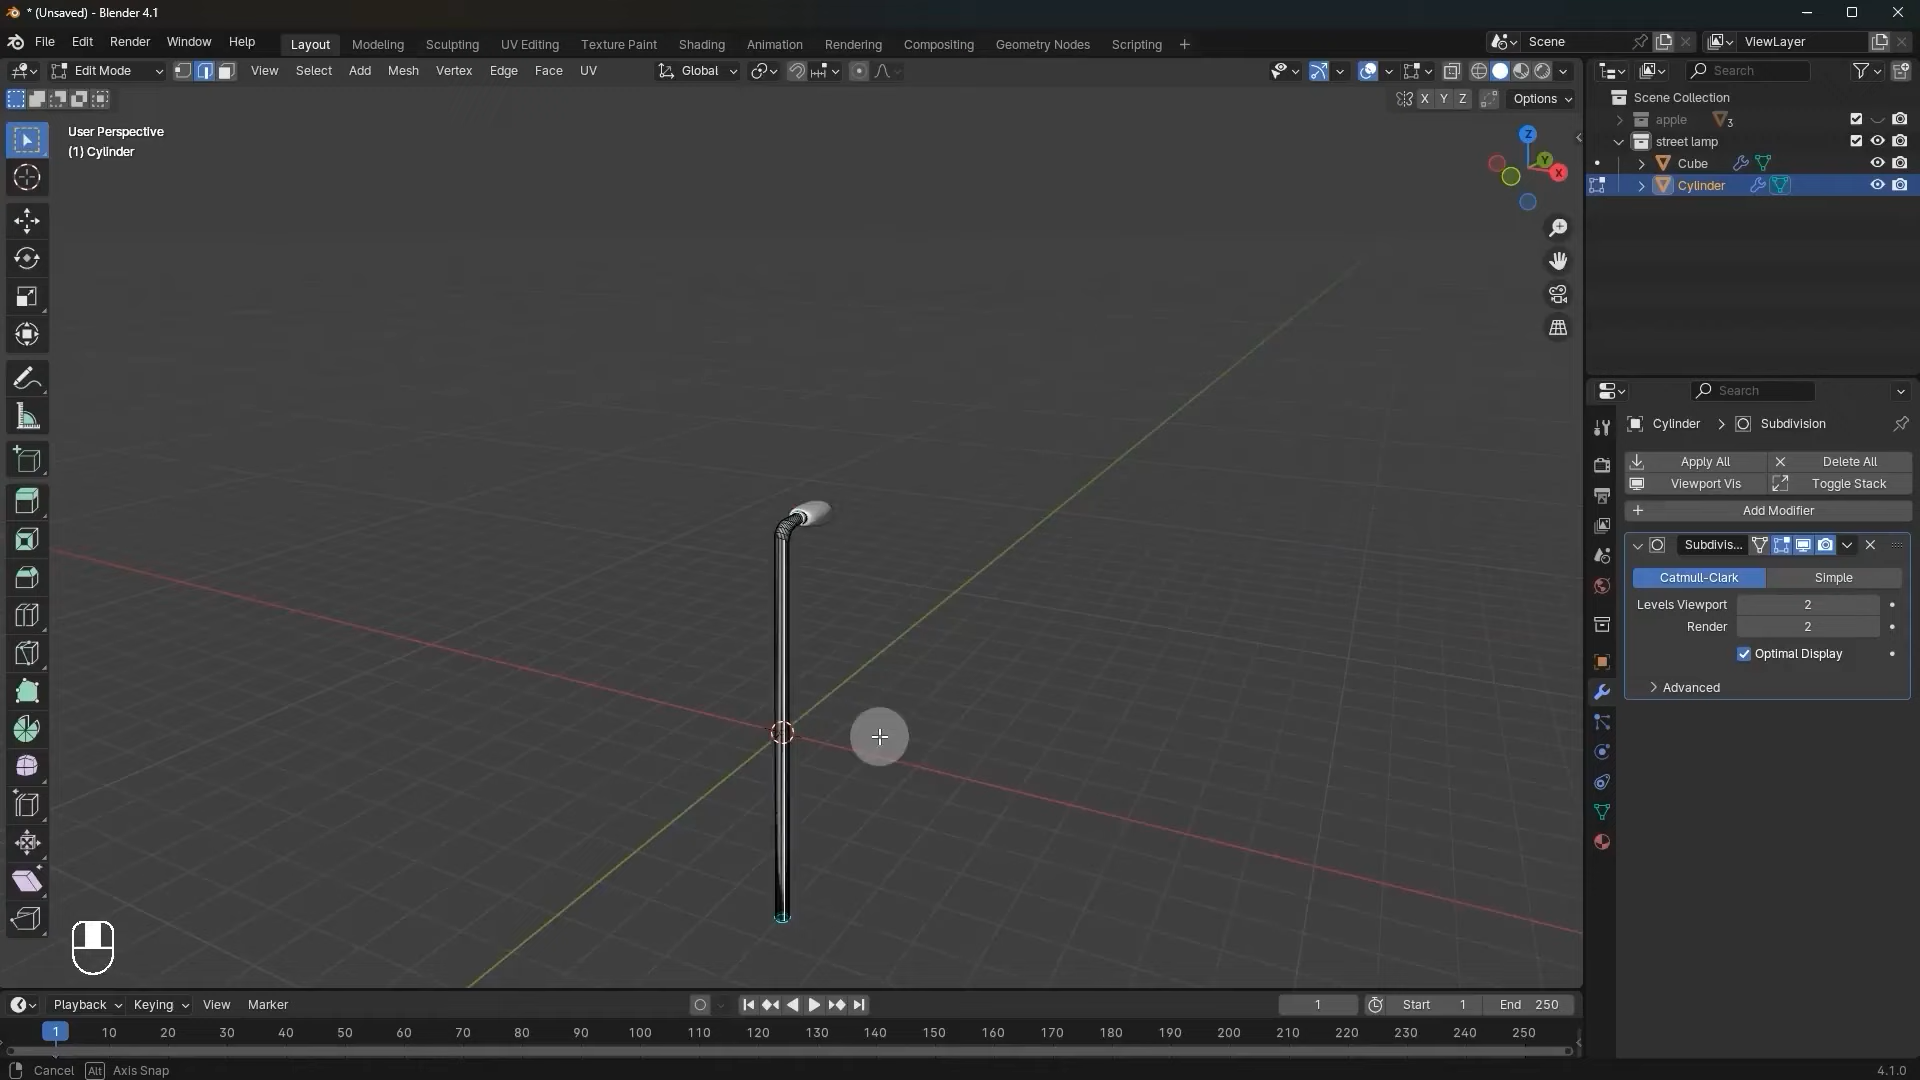 * (Unsaved) - Blender 4.1
File Edit Render Window Help Layout Modeling Sculpting UV Editing Texture Paint Shading Animation Rendering Compositing Geometry Nodes Scripting + Scene ViewLayer
Edit Mode View Select Add Mesh Vertex Edge Face UV Global Search
X Y Z Options
Scene Collection
apple 3
street lamp
Cube
Cylinder
User Perspective
(1) Cylinder
Z
Y
X
Search
Cylinder > Subdivision
Apply All Delete All
Viewport Vis Toggle Stack
+ Add Modifier
Subdivis...
Catmull-Clark Simple
Levels Viewport 2
Render 2
Optimal Display
> Advanced
Playback Keying View Marker 1 Start 1 End 250
1 10 20 30 40 50 60 70 80 90 100 110 120 130 140 150 160 170 180 190 200 210 220 230 240 250
Cancel Alt Axis Snap 4.1.0